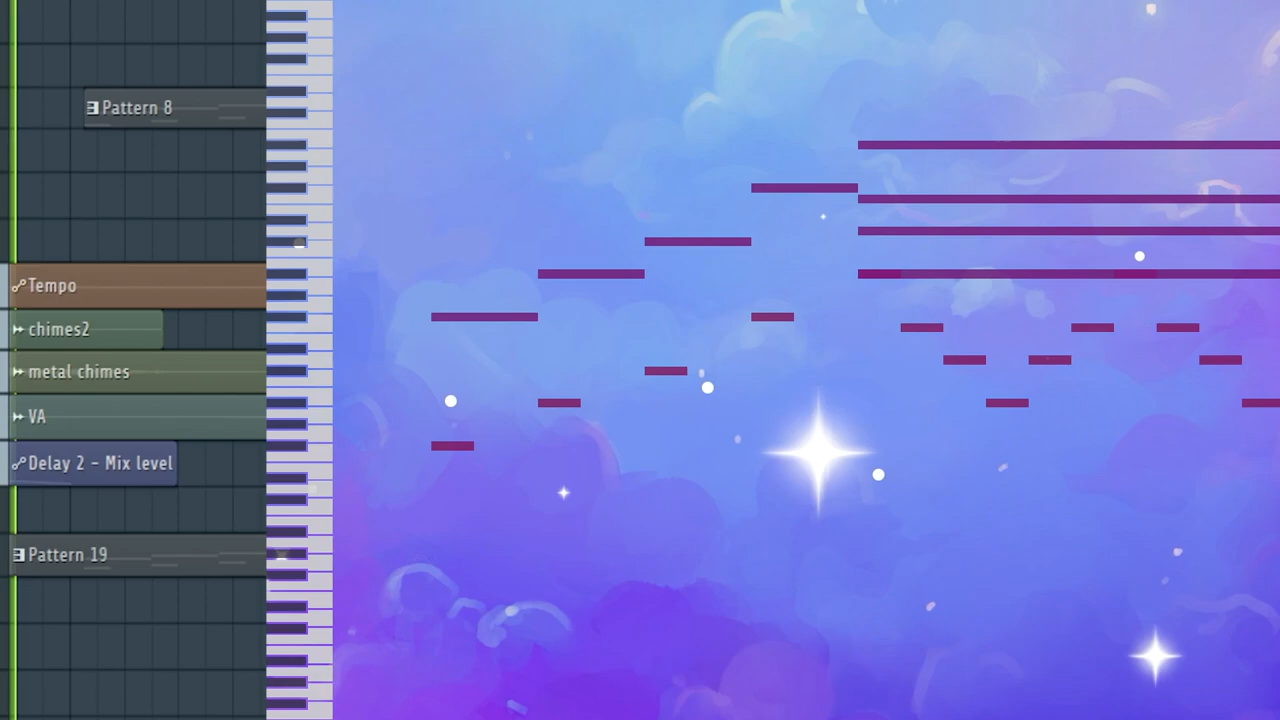 Pattern 8
Tempo
chimes2
metal chimes
VA
Delay 2 - Mix level
Pattern 19